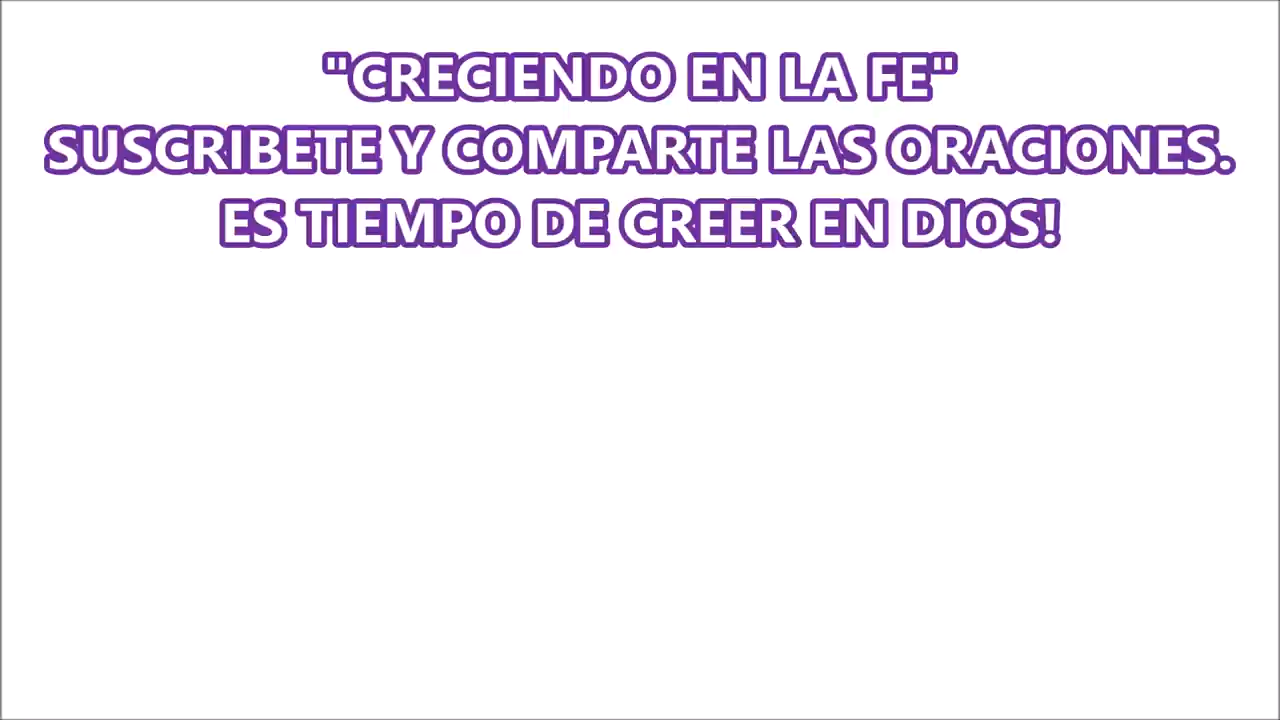 "CRECIENDO EN LA FE"
SUSCRIBETE Y COMPARTE LAS ORACIONES.
ES TIEMPO DE CREER EN DIOS!